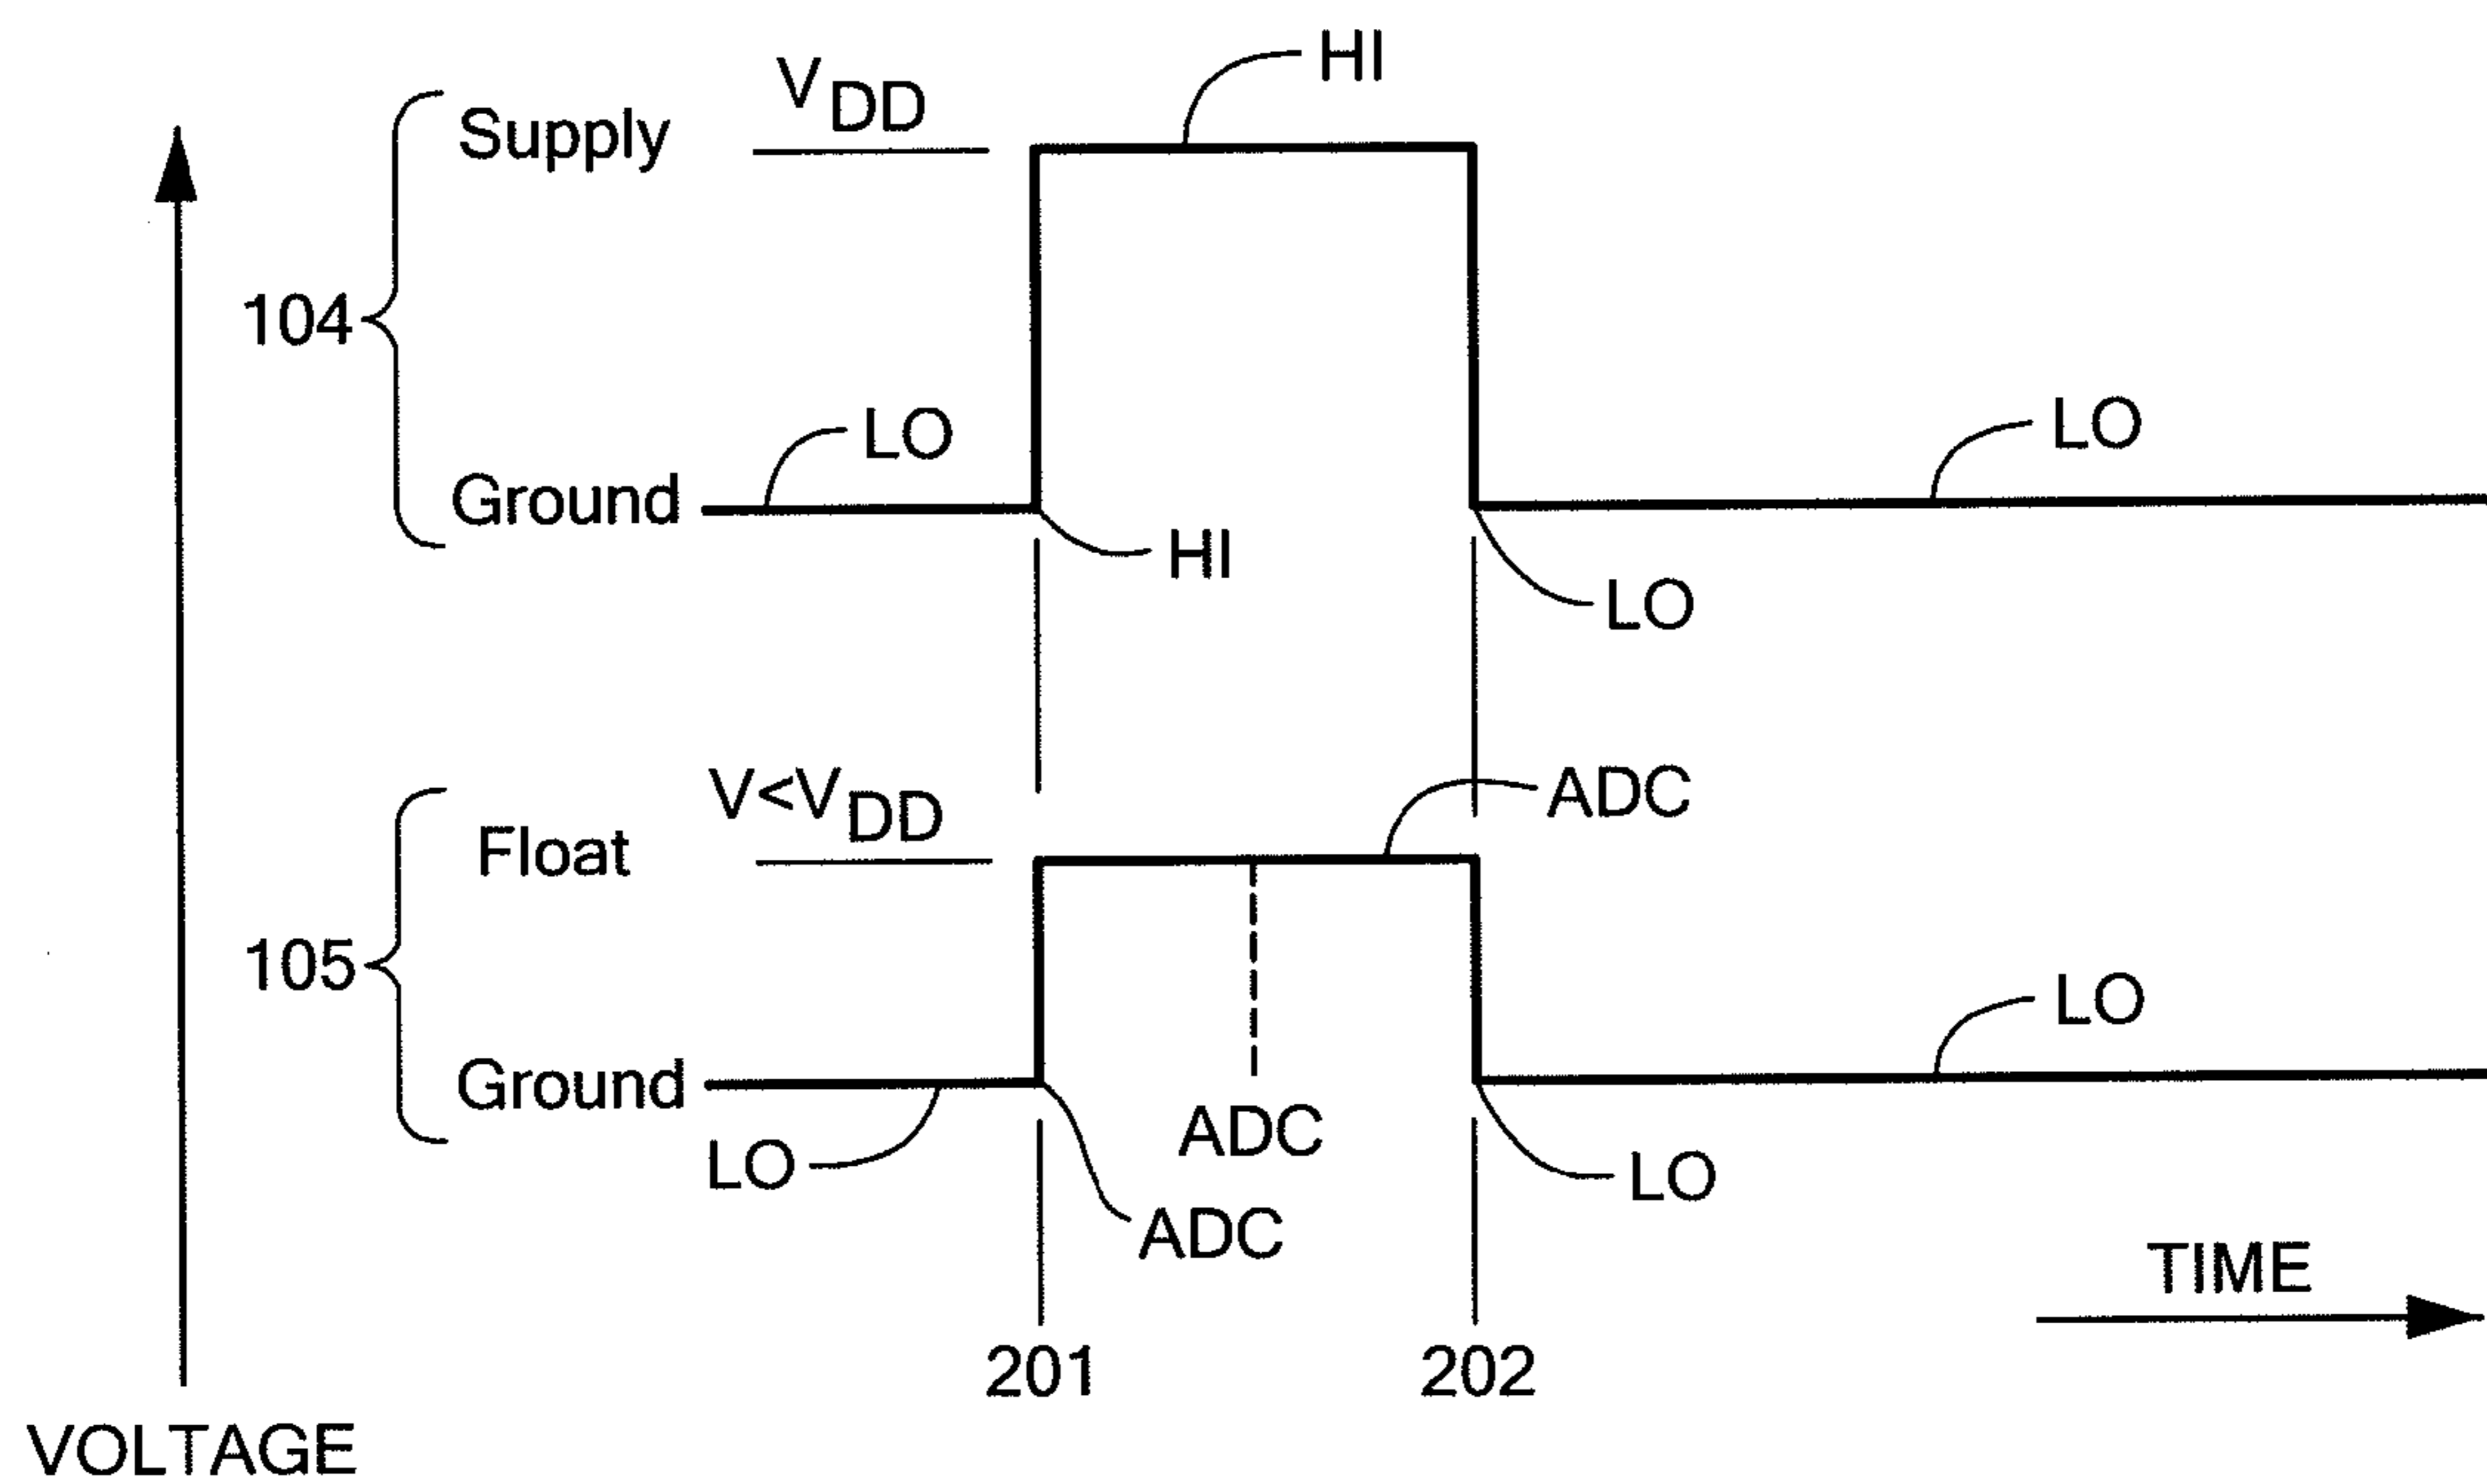 HI
VDD
Supply
104
LO
LO
Ground
HI
LO
V<VDD
ADC
Float
105
LO
Ground
ADC
LO
LO
ADC
TIME
201
202
VOLTAGE